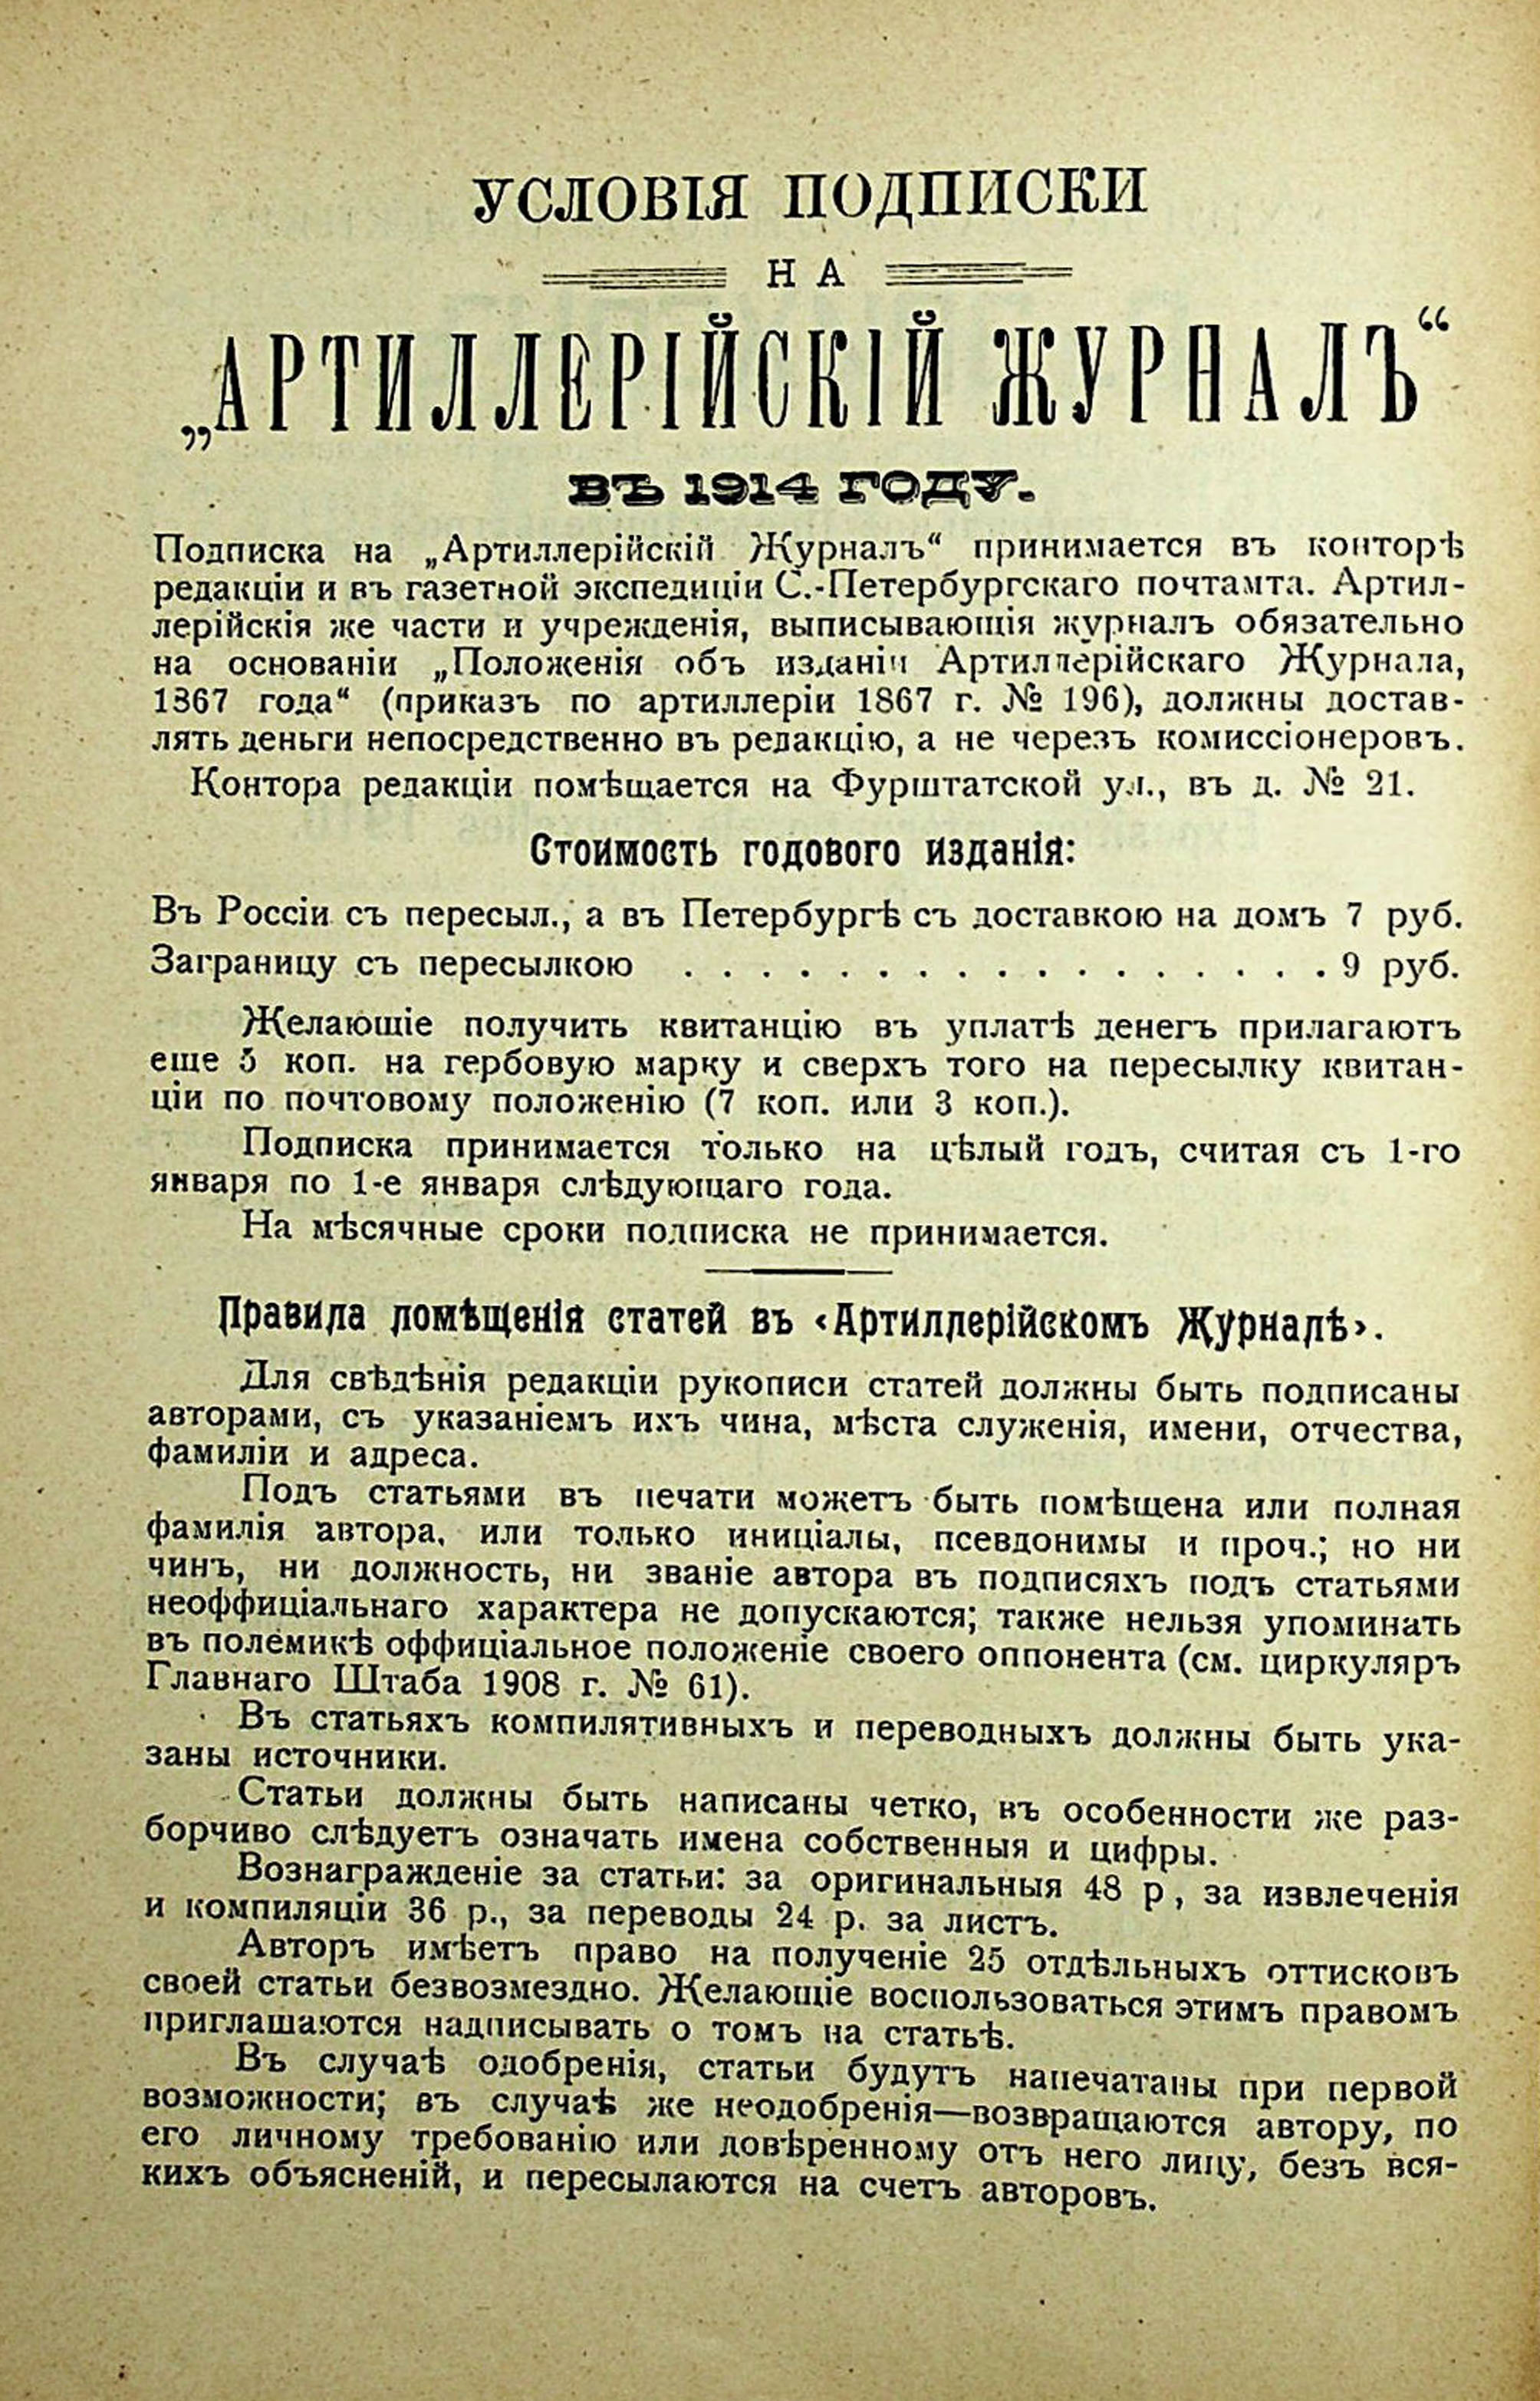 УСЛОВІЯ ПОДПИСКИ
НА
„АРТИЛЛЕРІЙСКІЙ ЖУРНАЛЪ“
ВЪ 1914 ГОДУ.
Подписка на „Артиллерійскій Журналъ“ принимается въ конторѣ
редакціи и въ газетной экспедиціи С.-Петербургскаго почтамта. Артил-
лерійскія же части и учрежденія, выписывающія журналъ обязательно
на основаніи „Положенія объ изданіи Артиллерійскаго Журнала,
1867 года“ (приказъ по артиллеріи 1867 г. № 196), должны достав-
лять деньги непосредственно въ редакцію, а не черезъ комиссіонеровъ.
Контора редакціи помѣщается на Фурштатской ул., въ д. № 21.
Стоимость годового изданія:
Въ Россіи съ пересыл., а въ Петербургѣ съ доставкою на домъ 7 руб.
Заграницу съ пересылкою . . . . . . . . . . . . . . . . . 9 руб.
Желающіе получить квитанцію въ уплатѣ денегъ прилагаютъ
еще 5 коп. на гербовую марку и сверхъ того на пересылку квитан-
ціи по почтовому положенію (7 коп. или 3 коп.).
Подписка принимается только на цѣлый годъ, считая съ 1-го
января по 1-е января слѣдующаго года.
На мѣсячные сроки подписка не принимается.
Правила помѣщенія статей въ ‹Артиллерійскомъ Журналѣ›.
Для свѣдѣнія редакціи рукописи статей должны быть подписаны
авторами, съ указаніемъ ихъ чина, мѣста служенія, имени, отчества,
фамиліи и адреса.
Подъ статьями въ печати можетъ быть помѣщена или полная
фамилія автора, или только иниціалы, псевдонимы и проч.; но ни
чинъ, ни должность, ни званіе автора въ подписяхъ подъ статьями
неоффиціальнаго характера не допускаются; также нельзя упоминать
въ полемикѣ оффиціальное положеніе своего оппонента (см. циркуляръ
Главнаго Штаба 1908 г. № 61).
Въ статьяхъ компилятивныхъ и переводныхъ должны быть ука-
заны источники.
Статьи должны быть написаны четко, въ особенности же раз-
борчиво слѣдуетъ означать имена собственныя и цифры.
Вознагражденіе за статьи: за оригинальныя 48 р, за извлеченія
и компиляціи 36 р., за переводы 24 р. за листъ.
Авторъ имѣетъ право на полученіе 25 отдѣльныхъ оттисковъ
своей статьи безвозмездно. Желающіе воспользоваться этимъ правомъ
приглашаются надписывать о томъ на статьѣ.
Въ случаѣ одобренія, статьи будутъ напечатаны при первой
возможности; въ случаѣ же неодобренія—возвращаются автору, по
его личному требованію или довѣренному отъ него лицу, безъ вся-
кихъ объясненій, и пересылаются на счетъ авторовъ.